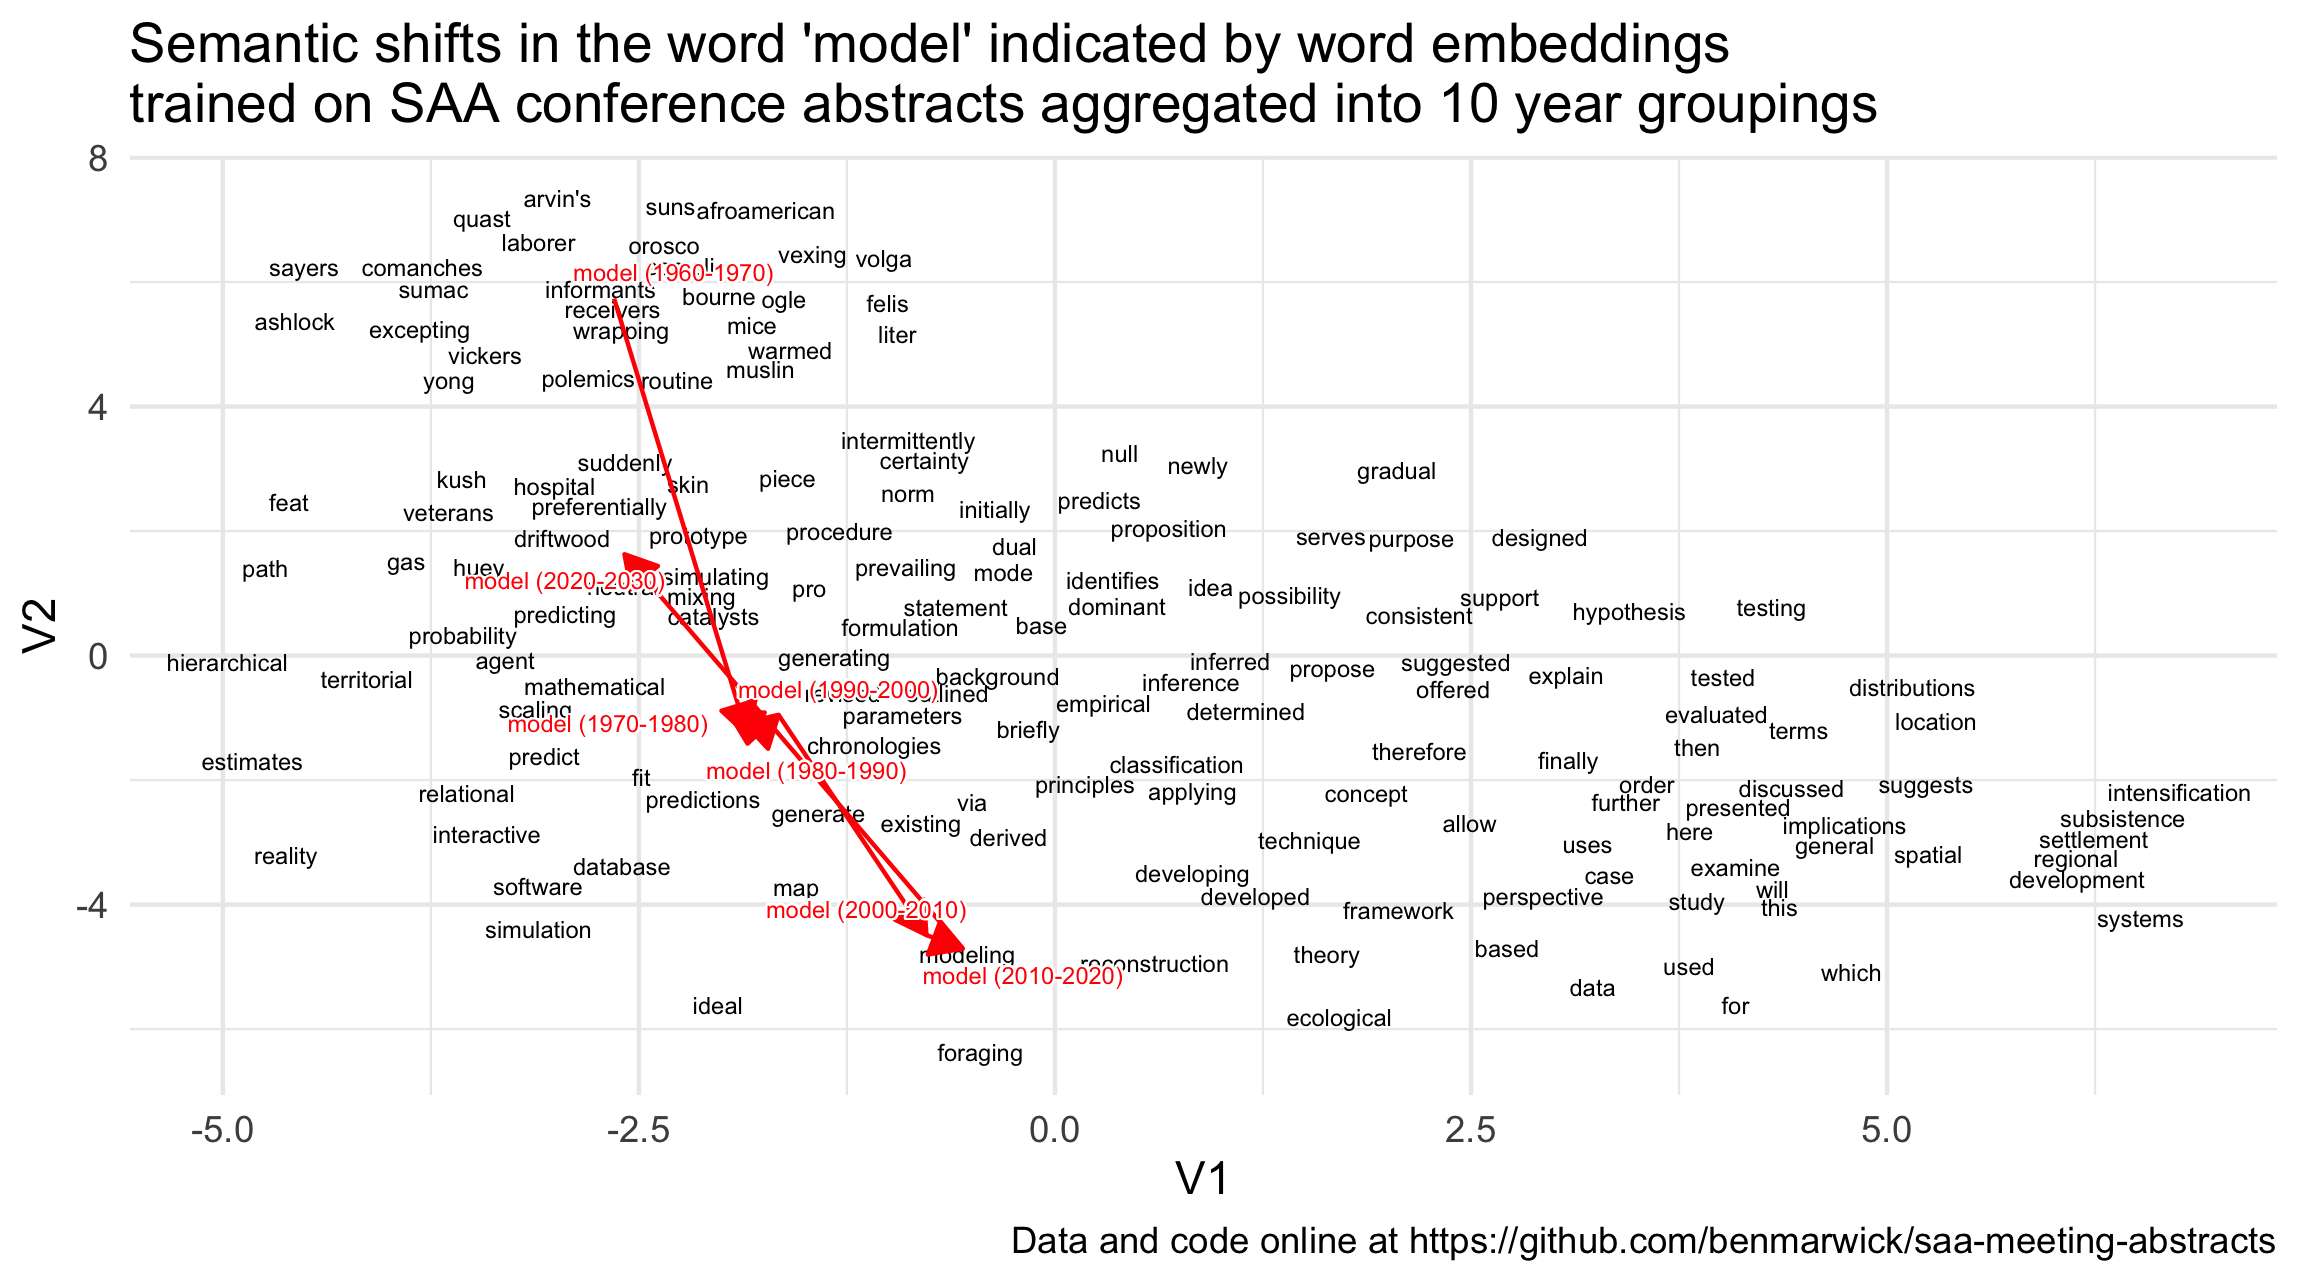 Semantic shifts in the word 'model' indicated by word embeddings
trained on SAA conference abstracts aggregated into 10 year groupings
8
arvin's
suns
afroamerican
quast
laborer
orosco
vexing
volga
sayers
comanches
model (1960-1970)
sumac
informants
bourne
ogle
felis
receivers
ashlock
excepting
wrapping
mice
liter
vickers
warmed
muslin
yong
polemics
routine
4
intermittently
suddenly
certainty
null
newly
gradual
kush
hospital
skin
piece
norm
feat
veterans
preferentially
initially
predicts
driftwood
prototype
procedure
proposition
serves
purpose
designed
dual
path
gas
huey
simulating
prevailing
mode
model (2020-2030)
identifies
mixing
pro
idea
possibility
predicting
catalysts
statement
dominant
consistent
support
hypothesis
testing
probability
formulation
base
V2
0
hierarchical
agent
generating
inferred
propose
suggested
territorial
mathematical
background
inference
offered
explain
tested
distributions
model (1990-2000)
scaling
parameters
empirical
determined
evaluated
location
model (1970-1980)
briefly
terms
chronologies
therefore
then
estimates
predict
model (1980-1990)
classification
finally
fit
relational
predictions
via
principles
applying
concept
order
further
discussed
suggests
intensification
generate
existing
presented
subsistence
interactive
derived
technique
allow
here
implications
settlement
reality
uses
general
spatial
regional
database
developing
case
examine
development
software
map
developed
perspective
will
-4
model (2000-2010)
framework
study
this
systems
simulation
modeling
reconstruction
theory
based
model (2010-2020)
used
which
data
ideal
ecological
for
foraging
-5.0
-2.5
0.0
2.5
5.0
V1
Data and code online at https://github.com/benmarwick/saa-meeting-abstracts